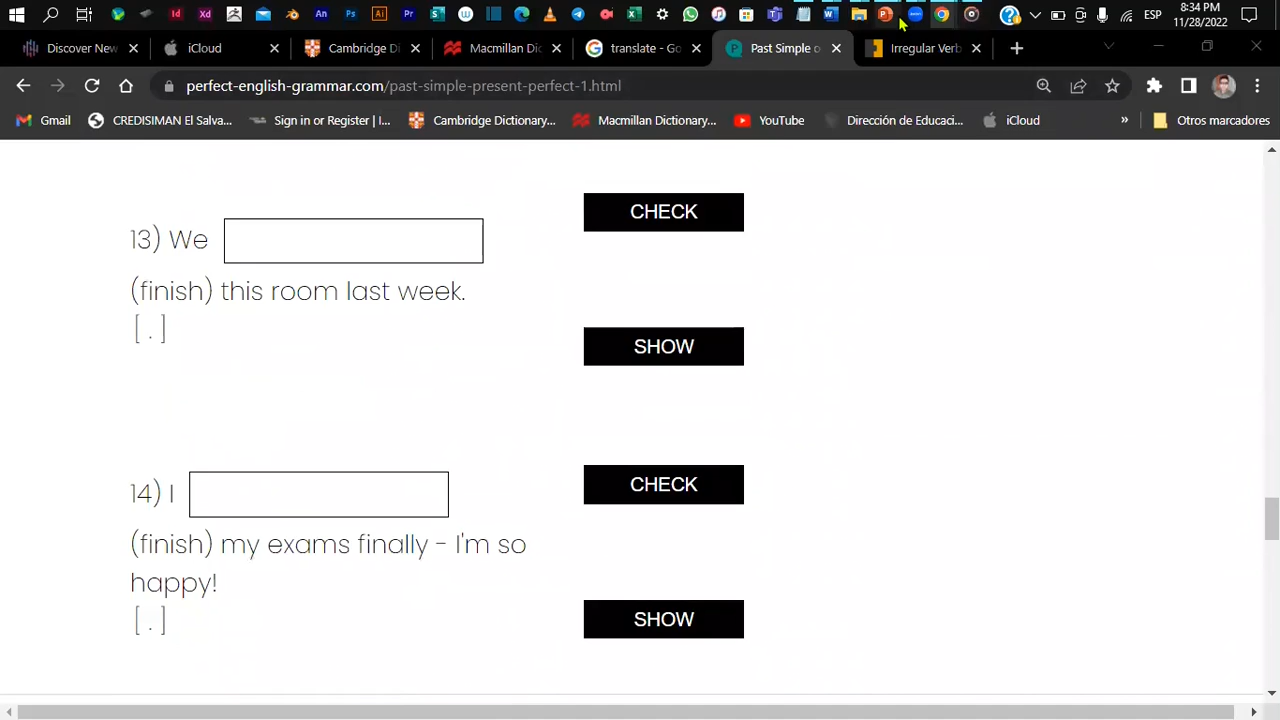 8:34 PM
ESP
11/28/2022
Discover New
iCloud
Cambridge Di
Macmillan Dic
translate - Go
Past Simple o
Irregular Verb
perfect-english-grammar.com/past-simple-present-perfect-1.html
Gmail
CREDISIMAN El Salva...
Sign in or Register | I...
Cambridge Dictionary...
Macmillan Dictionary...
YouTube
Dirección de Educaci...
iCloud
»
Otros marcadores
CHECK
13) We
(finish) this room last week.
[ . ]
SHOW
CHECK
14) I
(finish) my exams finally - I'm so
happy!
[ . ]
SHOW